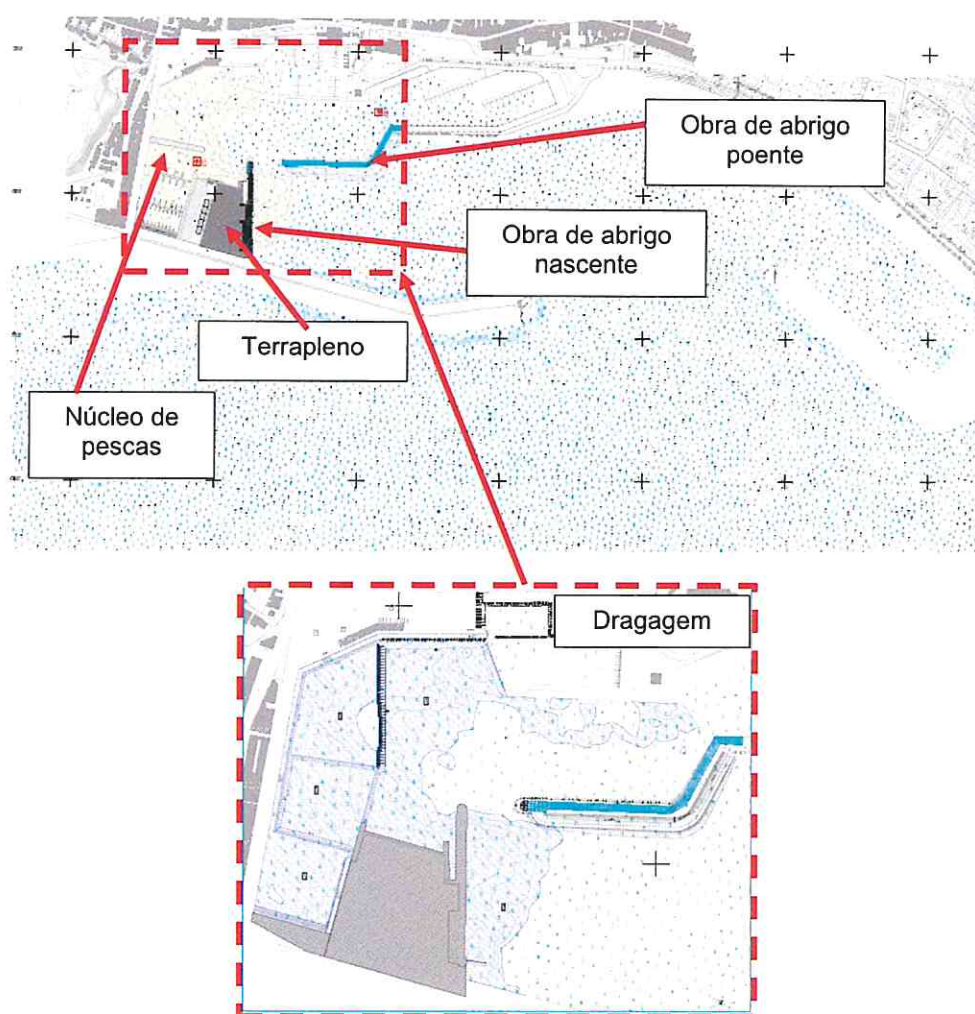 Obra de abrigo
poente
Obra de abrigo
nascente
Terrapleno
Núcleo de
pescas
Dragagem